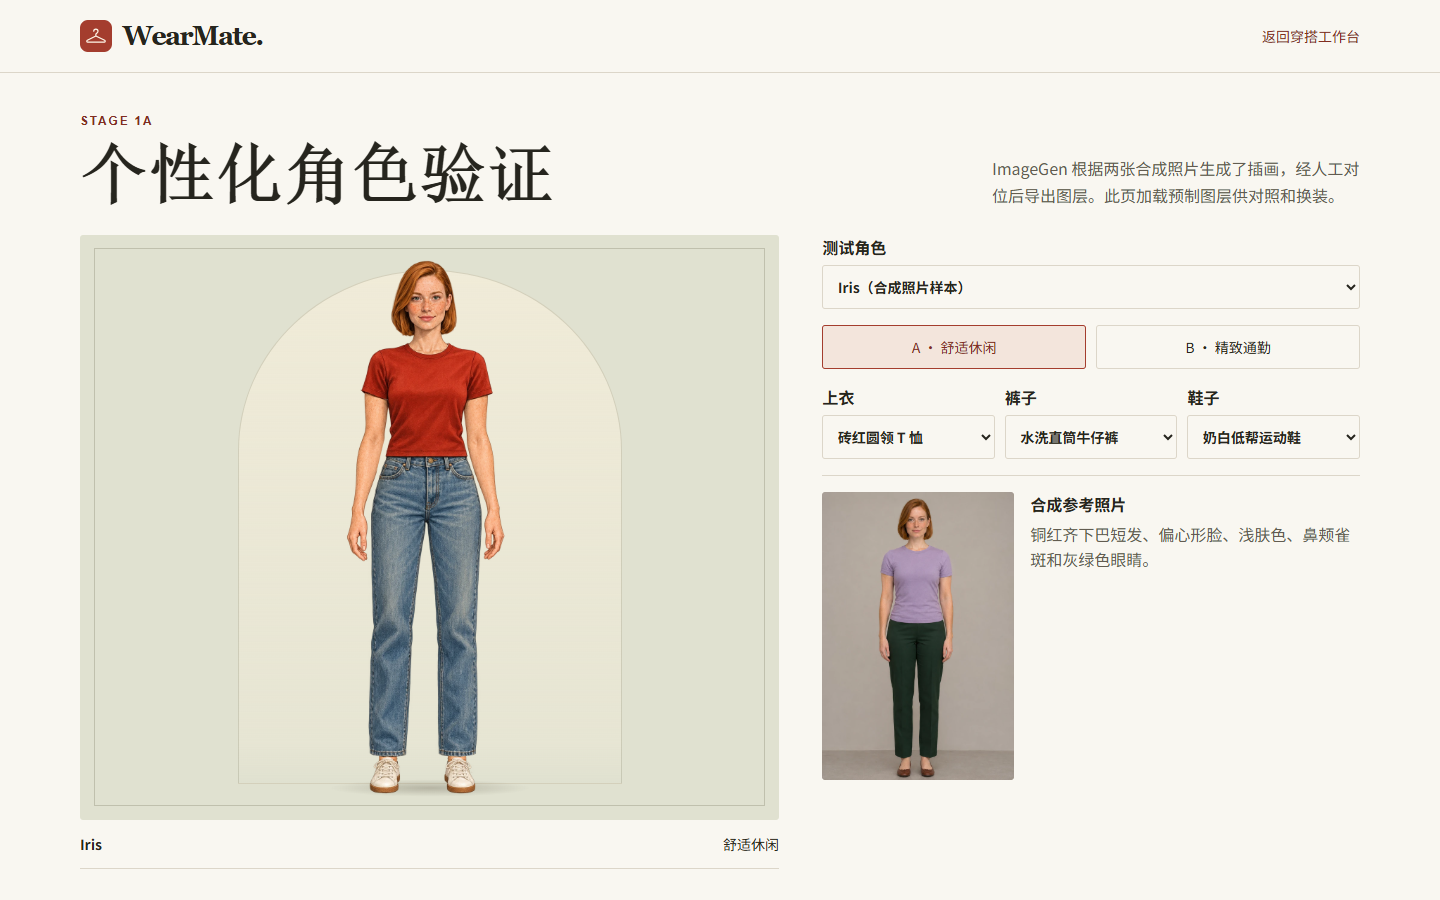 WearMate.
返回穿搭工作台
STAGE 1A
个性化角色验证
ImageGen 根据两张合成照片生成了插画，经人工对
位后导出图层。此页加载预制图层供对照和换装。
测试角色
Iris（合成照片样本）
A · 舒适休闲
B · 精致通勤
上衣
裤子
鞋子
砖红圆领 T 恤
水洗直筒牛仔裤
奶白低帮运动鞋
合成参考照片
铜红齐下巴短发、偏心形脸、浅肤色、鼻颊雀
斑和灰绿色眼睛。
Iris
舒适休闲